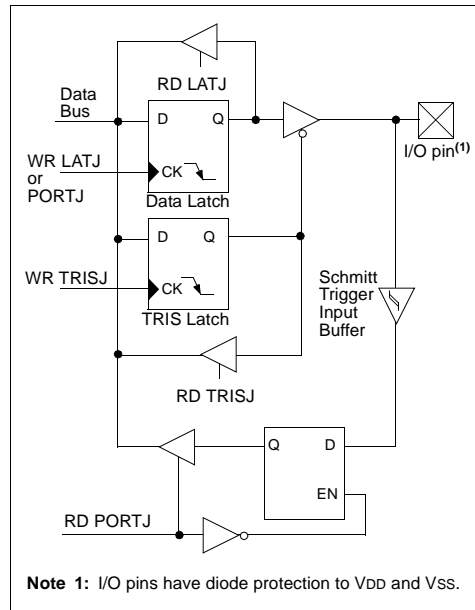 RD LATJ
Data
Bus
D Q
I/O pin(1)
WR LATJ
or
PORTJ
CK
Data Latch
D Q
WR TRISJ
CK
TRIS Latch
Schmitt
Trigger
Input
Buffer
RD TRISJ
Q D
EN
RD PORTJ
Note 1: I/O pins have diode protection to VDD and VSS.